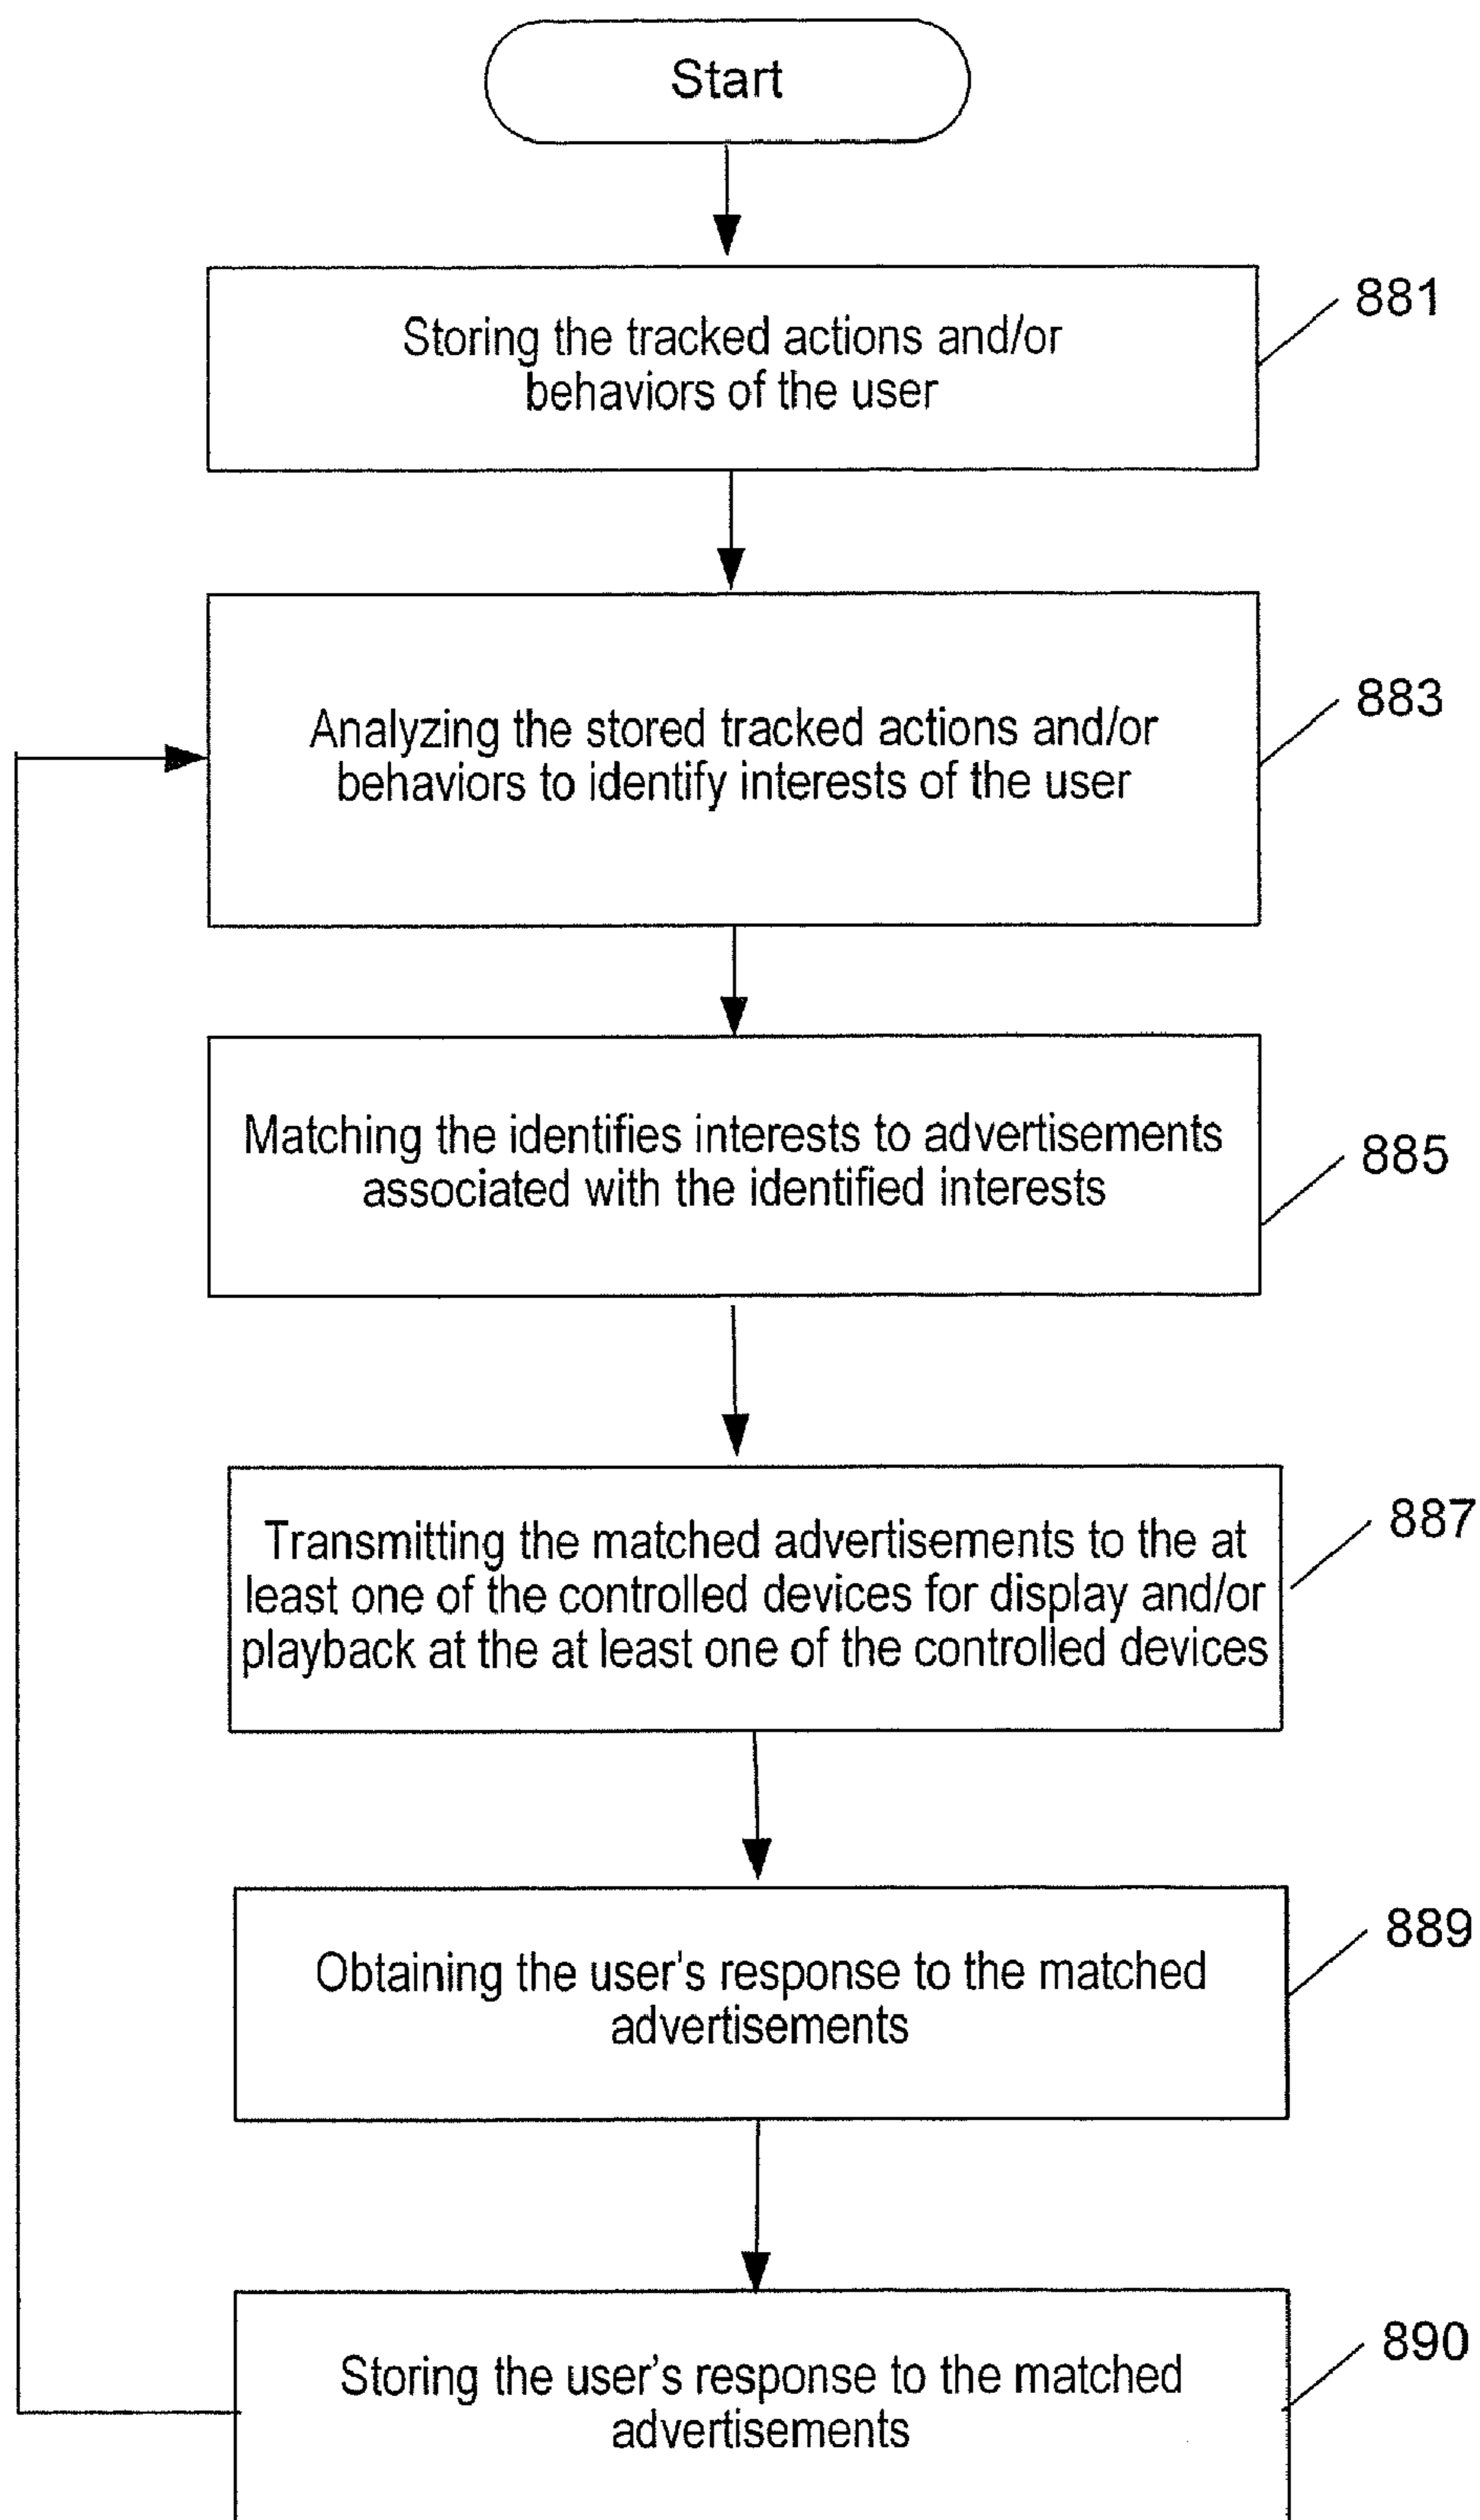 Start
Storing the tracked actions and/or
behaviors of the user
881
Analyzing the stored tracked actions and/or
behaviors to identify interests of the user
883
Matching the identifies interests to advertisements
associated with the identified interests
885
Transmitting the matched advertisements to the at
least one of the controlled devices for display and/or
playback at the at least one of the controlled devices
887
Obtaining the user's response to the matched
advertisements
889
Storing the user's response to the matched
advertisements
890